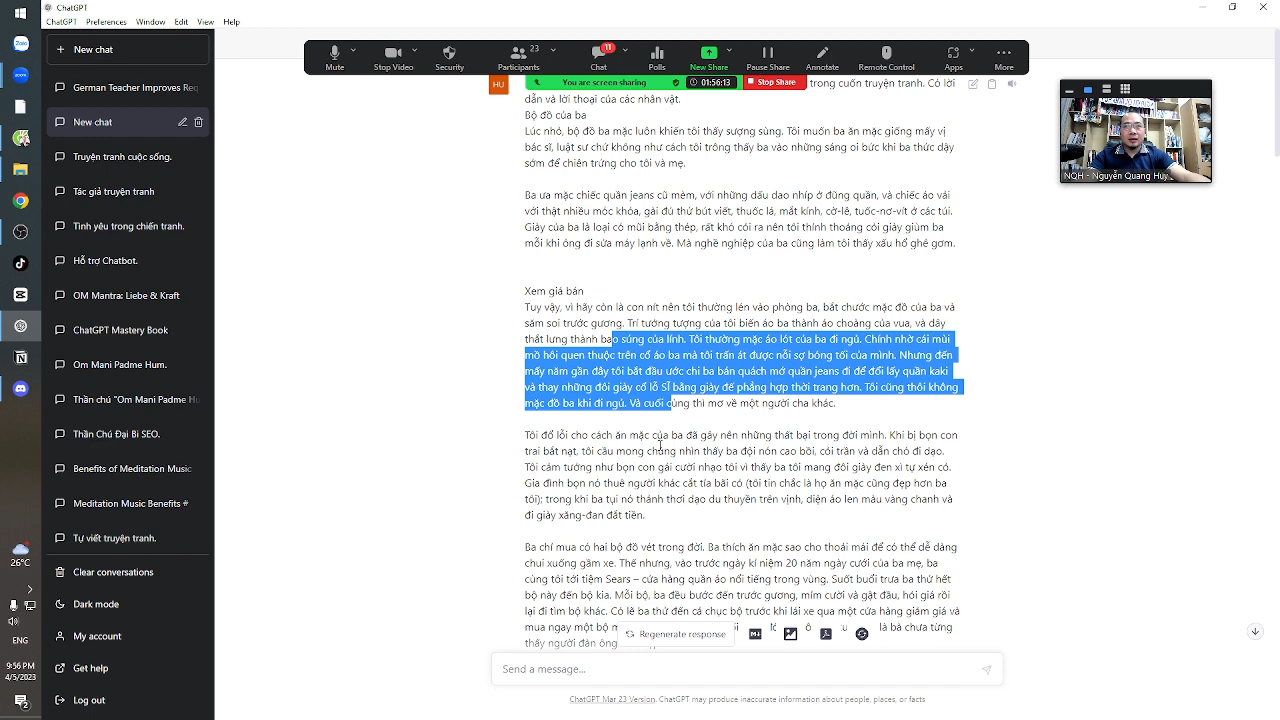 ChatGPT
ChatGPT Preferences Window Edit View Help
New chat
Travel Teacher Impores Req
New chat
Truyện tranh cuộc sống.
Tác giả truyện tranh
Tình yêu trong chiến tranh.
Hỗ trợ Chatbot.
OM Mantra: Liebe & Kraft
ChatGPT Mastery Book
Om Mani Padme Hum.
Thần chú "Om Mani Padme Hu
Thần Chú Đại Bi SEO.
Benefits of Meditation Music
Meditation Music Benefits
Tự viết truyện tranh.
Clear conversations
Dark mode
My account
Get help
Log out
26°C
ENG
9:56 PM
4/5/2023
2
Mute Stop Video Security Participants 23 Chat 11 Polls New Share Pause Share Annotate Remote Control Apps More
You are screen sharing 01:56:13 Stop Share
NQH - Nguyễn Quang Huy
HU
trong cuốn truyện tranh. Có lời
dẫn và lời thoại của các nhân vật.
Bộ đồ của ba
Lúc nhỏ, bộ đồ ba mặc luôn khiến tôi thấy sượng sùng. Tôi muốn ba ăn mặc giống mấy vị
bác sĩ, luật sư chứ không như cách tôi trông thấy ba vào những sáng oi bức khi ba thức dậy
sớm để chiên trứng cho tôi và mẹ.
Ba ưa mặc chiếc quần jeans cũ mèm, với những dấu dao nhíp ở đũng quần, và chiếc áo vải
với thật nhiều móc khóa, gài đủ thứ bút viết, thuốc lá, mắt kính, cờ-lê, tuốc-nơ-vít ở các túi.
Giày của ba là loại có mũi bằng thép, rất khó cởi ra nên tôi thỉnh thoảng cởi giày giùm ba
mỗi khi ông đi sửa máy lạnh về. Mà nghề nghiệp của ba cũng làm tôi thấy xấu hổ ghê gớm.
Xem giá bán
Tuy vậy, vì hãy còn là con nít nên tôi thường lén vào phòng ba, bắt chước mặc đồ của ba và
săm soi trước gương. Trí tưởng tượng của tôi biến áo ba thành áo choàng của vua, và dây
thắt lưng thành bao súng của lính. Tôi thường mặc áo lót của ba đi ngủ. Chính nhờ cái mùi
mồ hôi quen thuộc trên cổ áo ba mà tôi trấn át được nỗi sợ bóng tối của mình. Nhưng đến
mấy năm gần đây tôi bắt đầu ước chi ba bán quách mớ quần jeans đi để đổi lấy quần kaki
và thay những đôi giày cổ lỗ SĨ bằng giày đế phẳng hợp thời trang hơn. Tôi cũng thôi không
mặc đồ ba khi đi ngủ. Và cuối cùng thì mơ về một người cha khác.
Tôi đổ lỗi cho cách ăn mặc của ba đã gây nên những thất bại trong đời mình. Khi bị bọn con
trai bắt nạt, tôi cầu mong chúng nhìn thấy ba đội nón cao bồi, cởi trần và dẫn chó đi dạo.
Tôi cảm tưởng như bọn con gái cười nhạo tôi vì thấy ba tôi mang đôi giày đen xì tự xén cỏ.
Gia đình bọn nó thuê người khác cắt tỉa bãi cỏ (tôi tin chắc là họ ăn mặc cũng đẹp hơn ba
tôi); trong khi ba tụi nó thảnh thơi dạo du thuyền trên vịnh, diện áo len màu vàng chanh và
đi giày xăng-đan đắt tiền.
Ba chỉ mua có hai bộ đồ vét trong đời. Ba thích ăn mặc sao cho thoải mái để có thể dễ dàng
chui xuống gầm xe. Thế nhưng, vào trước ngày kỉ niệm 20 năm ngày cưới của ba mẹ, ba
cùng tôi tới tiệm Sears – cửa hàng quần áo nổi tiếng trong vùng. Suốt buổi trưa ba thử hết
bộ này đến bộ kia. Mỗi bộ, ba đều bước đến trước gương, mỉm cười và gật đầu, hỏi giá rồi
lại đi tìm bộ khác. Có lẽ ba thử đến cả chục bộ trước khi lái xe qua một cửa hàng giảm giá và
mua ngay một bộ m là bà chưa từng
thấy người đàn ông
Regenerate response
Send a message...
ChatGPT Mar 23 Version. ChatGPT may produce inaccurate information about people, places, or facts